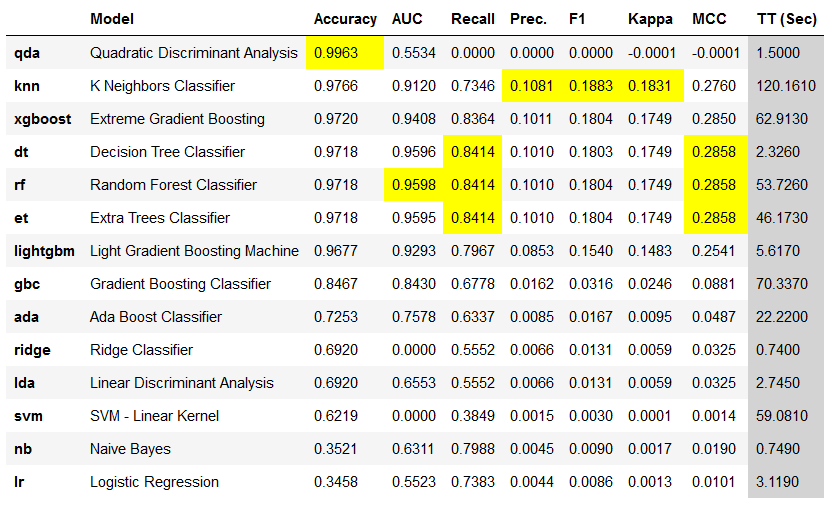 Model Accuracy AUC Recall Prec. F1 Kappa MCC TT (Sec)
qda Quadratic Discriminant Analysis 0.9963 0.5534 0.0000 0.0000 0.0000 -0.0001 -0.0001 1.5000
knn K Neighbors Classifier 0.9766 0.9120 0.7346 0.1081 0.1883 0.1831 0.2760 120.1610
xgboost Extreme Gradient Boosting 0.9720 0.9408 0.8364 0.1011 0.1804 0.1749 0.2850 62.9130
dt Decision Tree Classifier 0.9718 0.9596 0.8414 0.1010 0.1803 0.1749 0.2858 2.3260
rf Random Forest Classifier 0.9718 0.9598 0.8414 0.1010 0.1804 0.1749 0.2858 53.7260
et Extra Trees Classifier 0.9718 0.9595 0.8414 0.1010 0.1804 0.1749 0.2858 46.1730
lightgbm Light Gradient Boosting Machine 0.9677 0.9293 0.7967 0.0853 0.1540 0.1483 0.2541 5.6170
gbc Gradient Boosting Classifier 0.8467 0.8430 0.6778 0.0162 0.0316 0.0246 0.0881 70.3370
ada Ada Boost Classifier 0.7253 0.7578 0.6337 0.0085 0.0167 0.0095 0.0487 22.2200
ridge Ridge Classifier 0.6920 0.0000 0.5552 0.0066 0.0131 0.0059 0.0325 0.7400
lda Linear Discriminant Analysis 0.6920 0.6553 0.5552 0.0066 0.0131 0.0059 0.0325 2.7450
svm SVM - Linear Kernel 0.6219 0.0000 0.3849 0.0015 0.0030 0.0001 0.0014 59.0810
nb Naive Bayes 0.3521 0.6311 0.7988 0.0045 0.0090 0.0017 0.0190 0.7490
lr Logistic Regression 0.3458 0.5523 0.7383 0.0044 0.0086 0.0013 0.0101 3.1190